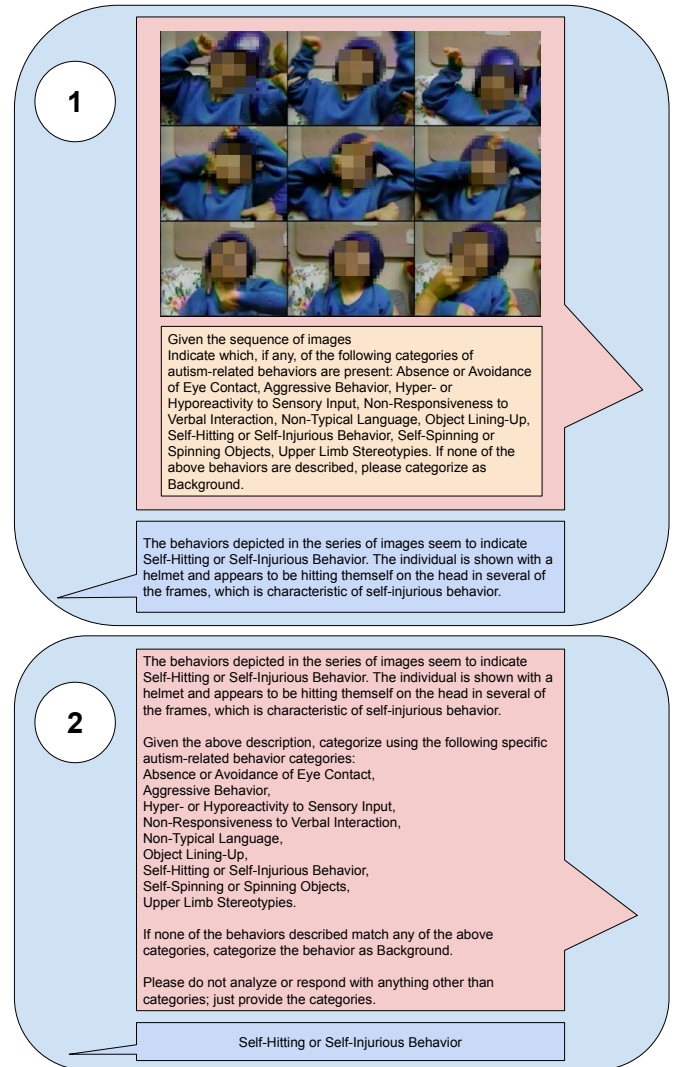 1
Given the sequence of images
Indicate which, if any, of the following categories of
autism-related behaviors are present: Absence or Avoidance
of Eye Contact, Aggressive Behavior, Hyper- or
Hyporeactivity to Sensory Input, Non-Responsiveness to
Verbal Interaction, Non-Typical Language, Object Lining-Up,
Self-Hitting or Self-Injurious Behavior, Self-Spinning or
Spinning Objects, Upper Limb Stereotypies. If none of the
above behaviors are described, please categorize as
Background.
The behaviors depicted in the series of images seem to indicate
Self-Hitting or Self-Injurious Behavior. The individual is shown with a
helmet and appears to be hitting themselves on the head in several of
the frames, which is characteristic of self-injurious behavior.
2
The behaviors depicted in the series of images seem to indicate
Self-Hitting or Self-Injurious Behavior. The individual is shown with a
helmet and appears to be hitting themselves on the head in several of
the frames, which is characteristic of self-injurious behavior.
Given the above description, categorize using the following specific
autism-related behavior categories:
Absence or Avoidance of Eye Contact,
Aggressive Behavior,
Hyper- or Hyporeactivity to Sensory Input,
Non-Responsiveness to Verbal Interaction,
Non-Typical Language,
Object Lining-Up,
Self-Hitting or Self-Injurious Behavior,
Self-Spinning or Spinning Objects,
Upper Limb Stereotypies.
If none of the behaviors described match any of the above
categories, categorize the behavior as Background.
Please do not analyze or respond with anything other than
categories; just provide the categories.
Self-Hitting or Self-Injurious Behavior